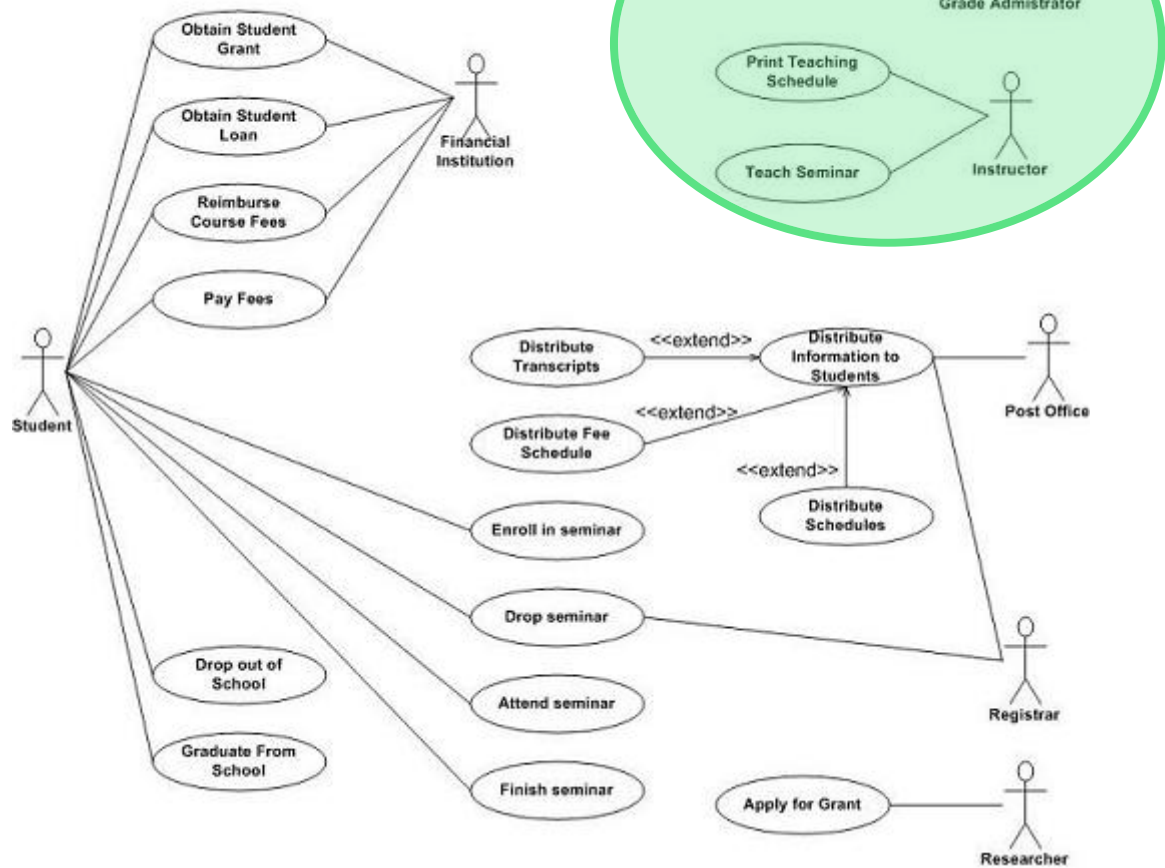 Grade Admistrator
Obtain Student
Grant
Print Teaching
Schedule
Obtain Student
Loan
Financial
Institution
Teach Seminar
Instructor
Reimburse
Course Fees
Pay Fees
Student
Distribute
Transcripts
<<extend>>
Distribute
Information to
Students
Post Office
<<extend>>
Distribute Fee
Schedule
<<extend>>
Distribute
Schedules
Enroll in seminar
Drop seminar
Drop out of
School
Attend seminar
Registrar
Graduate From
School
Finish seminar
Apply for Grant
Researcher